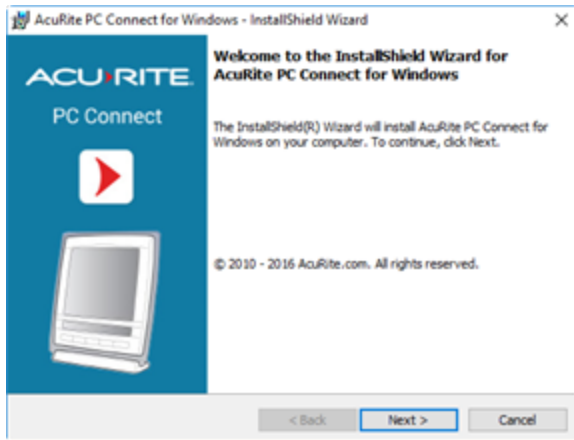 AcuRite PC Connect for Windows - InstallShield Wizard
ACU RITE.
PC Connect
Welcome to the InstallShield Wizard for
AcuRite PC Connect for Windows
The InstallShield(R) Wizard will install AcuRite PC Connect for
Windows on your computer. To continue, click Next.
© 2010 - 2016 AcuRite.com. All rights reserved.
< Back
Next >
Cancel